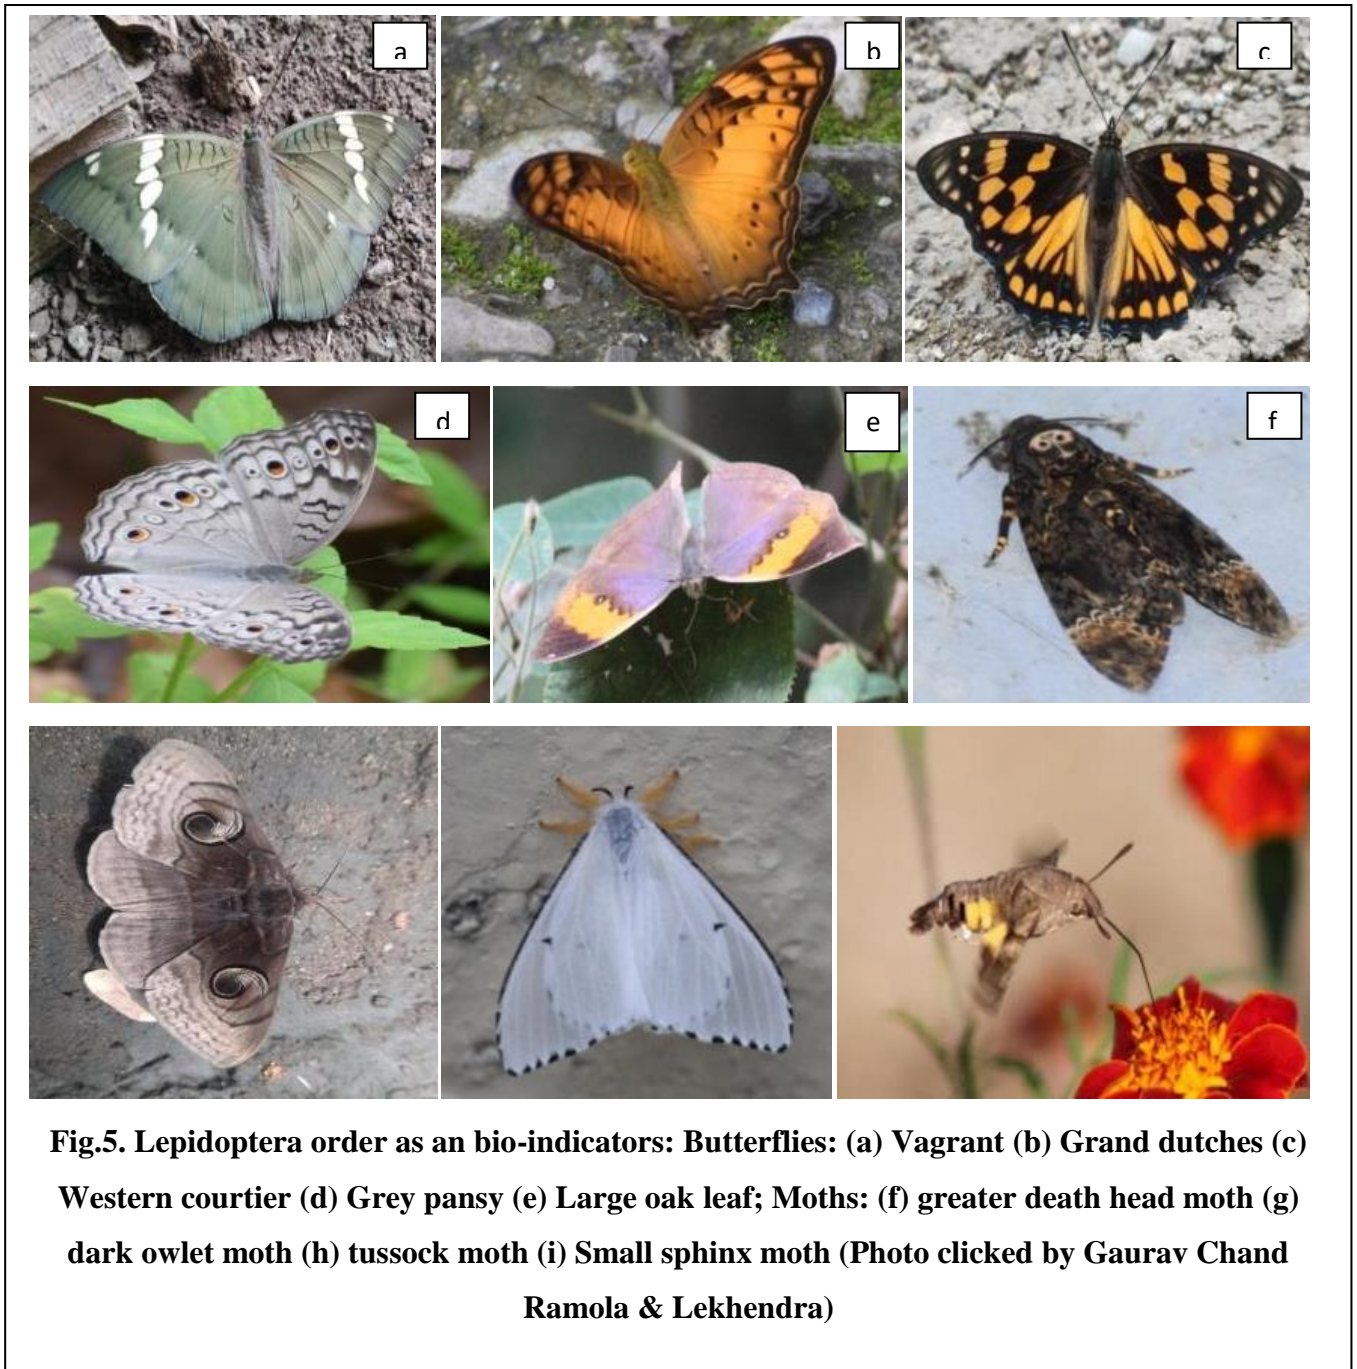 a
b
c
d
e
f
Fig.5. Lepidoptera order as an bio-indicators: Butterflies: (a) Vagrant (b) Grand dutches (c)
Western courtier (d) Grey pansy (e) Large oak leaf; Moths: (f) greater death head moth (g)
dark owlet moth (h) tussock moth (i) Small sphinx moth (Photo clicked by Gaurav Chand
Ramola & Lekhendra)